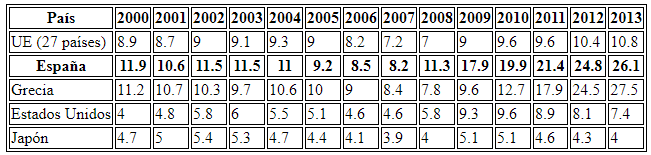 País 2000 2001 2002 2003 2004 2005 2006 2007 2008 2009 2010 2011 2012 2013
UE (27 países) 8.9 8.7 9 9.1 9.3 9 8.2 7.2 7 9 9.6 9.6 10.4 10.8
España 11.9 10.6 11.5 11.5 11 9.2 8.5 8.2 11.3 17.9 19.9 21.4 24.8 26.1
Grecia 11.2 10.7 10.3 9.7 10.6 10 9 8.4 7.8 9.6 12.7 17.9 24.5 27.5
Estados Unidos 4 4.8 5.8 6 5.5 5.1 4.6 4.6 5.8 9.3 9.6 8.9 8.1 7.4
Japón 4.7 5 5.4 5.3 4.7 4.4 4.1 3.9 4 5.1 5.1 4.6 4.3 4